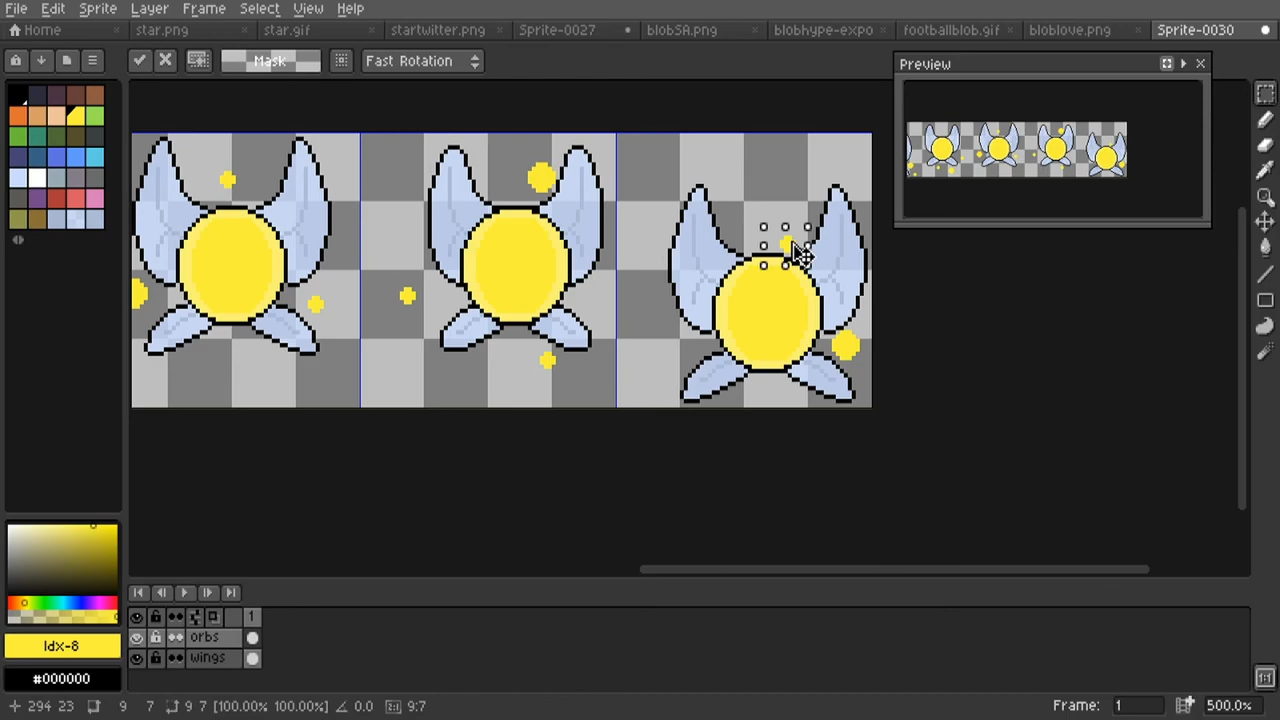 File Edit Sprite Layer Frame Select View Help
Home star.png star.gif startwitter.png Sprite-0027 blobSA.png blobhype-expo footballblob.gif bloblove.png Sprite-0030
Mask Fast Rotation
Preview
1
orbs
wings
Idx-8
#000000
294 23 9 7 9 7 [100.00% 100.00%] 0.0 9:7 Frame: 1 500.0%
1:1